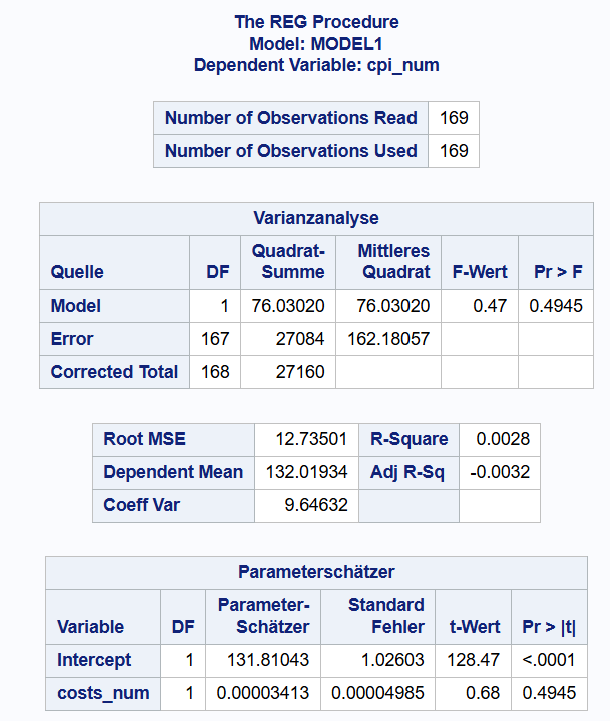 The REG Procedure
Model: MODEL1
Dependent Variable: cpi_num
Number of Observations Read 169
Number of Observations Used 169
Varianzanalyse
Quelle DF Quadrat-Summe Mittleres Quadrat F-Wert Pr > F
Model 1 76.03020 76.03020 0.47 0.4945
Error 167 27084 162.18057
Corrected Total 168 27160
Root MSE 12.73501 R-Square 0.0028
Dependent Mean 132.01934 Adj R-Sq -0.0032
Coeff Var 9.64632
Parameterschätzer
Variable DF Parameter-Schätzer Standard Fehler t-Wert Pr > |t|
Intercept 1 131.81043 1.02603 128.47 <.0001
costs_num 1 0.00003413 0.00004985 0.68 0.4945